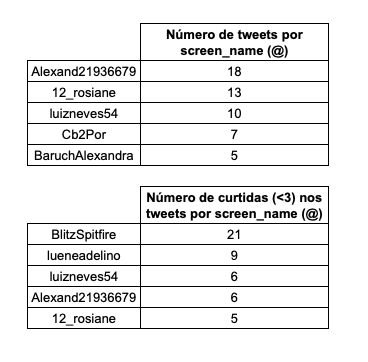 Número de tweets por
screen_name (@)
Alexand21936679 18
12_rosiane 13
luizneves54 10
Cb2Por 7
BaruchAlexandra 5
Número de curtidas (<3) nos
tweets por screen_name (@)
BlitzSpitfire 21
lueneadelino 9
luizneves54 6
Alexand21936679 6
12_rosiane 5